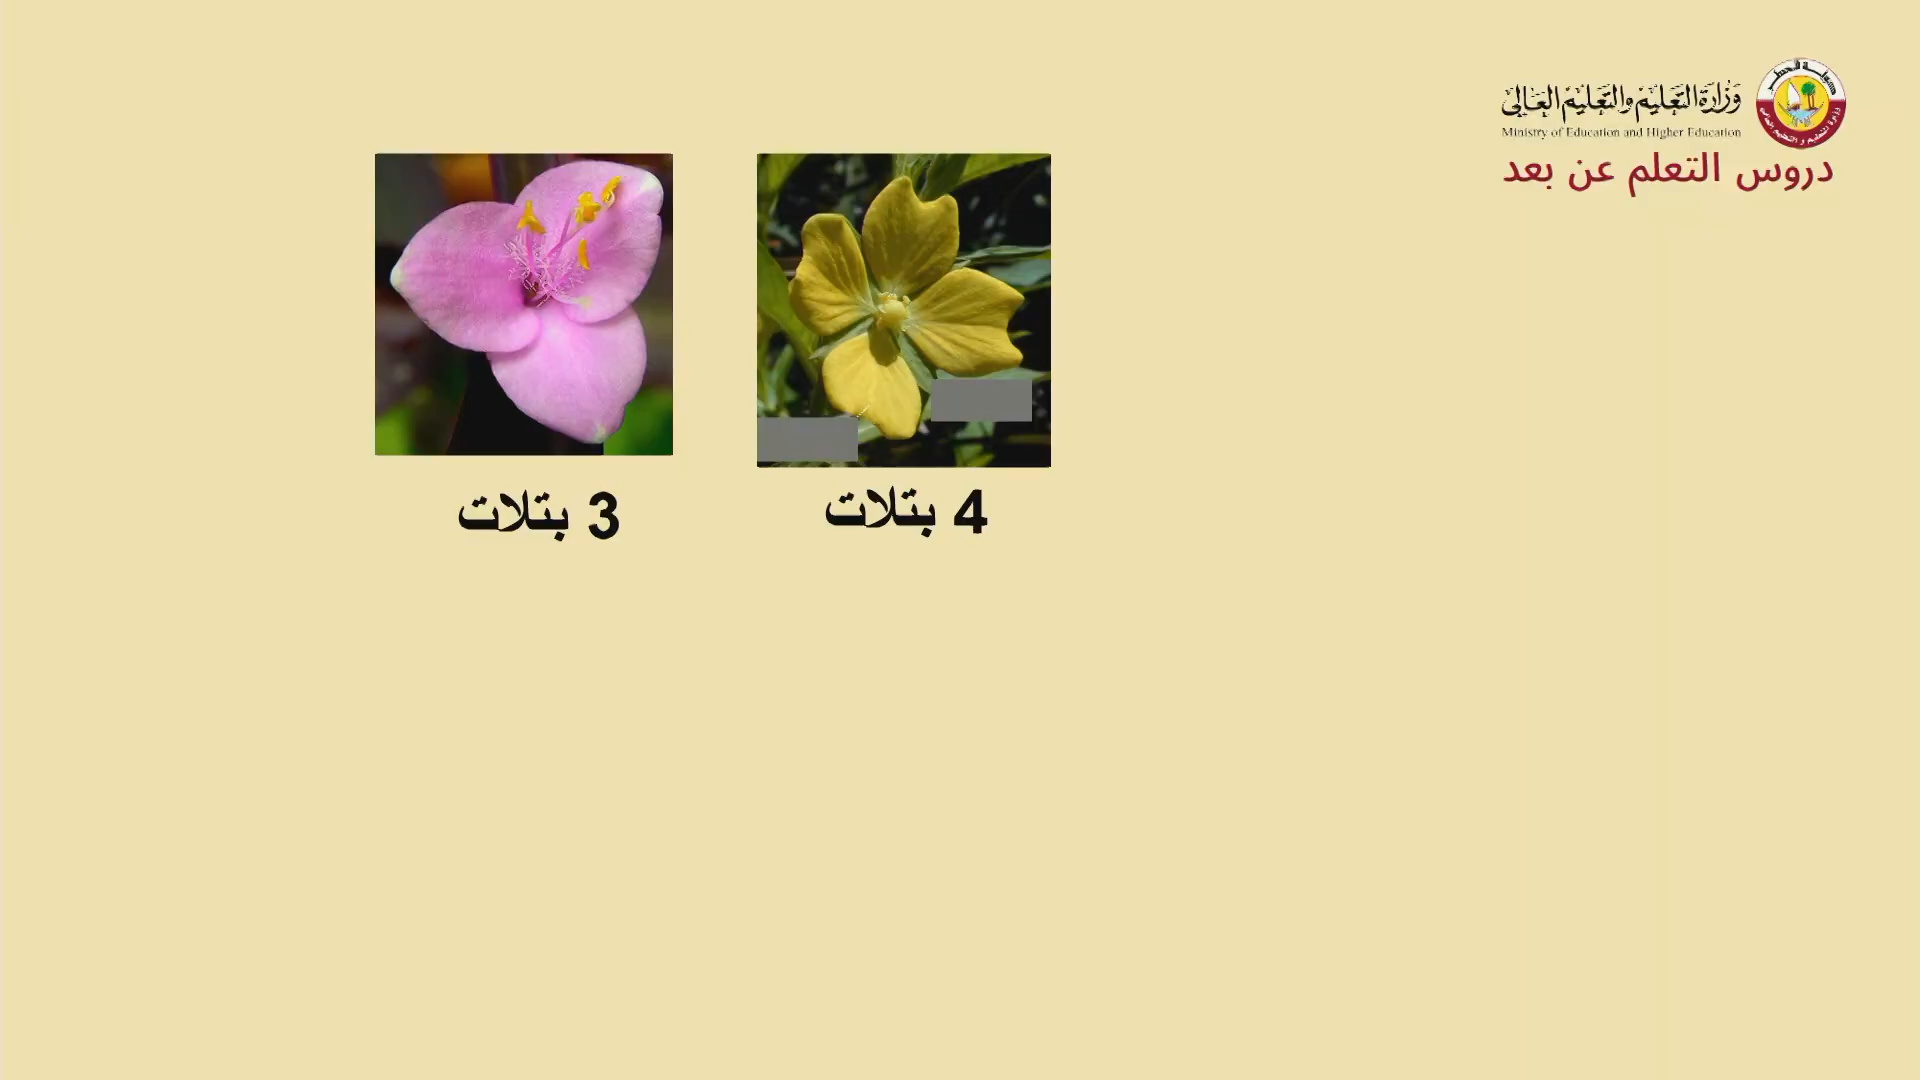 وزارة التعليم والتعليم العالي
Ministry of Education and Higher Education
دروس التعلم عن بعد
3 بتلات
4 بتلات